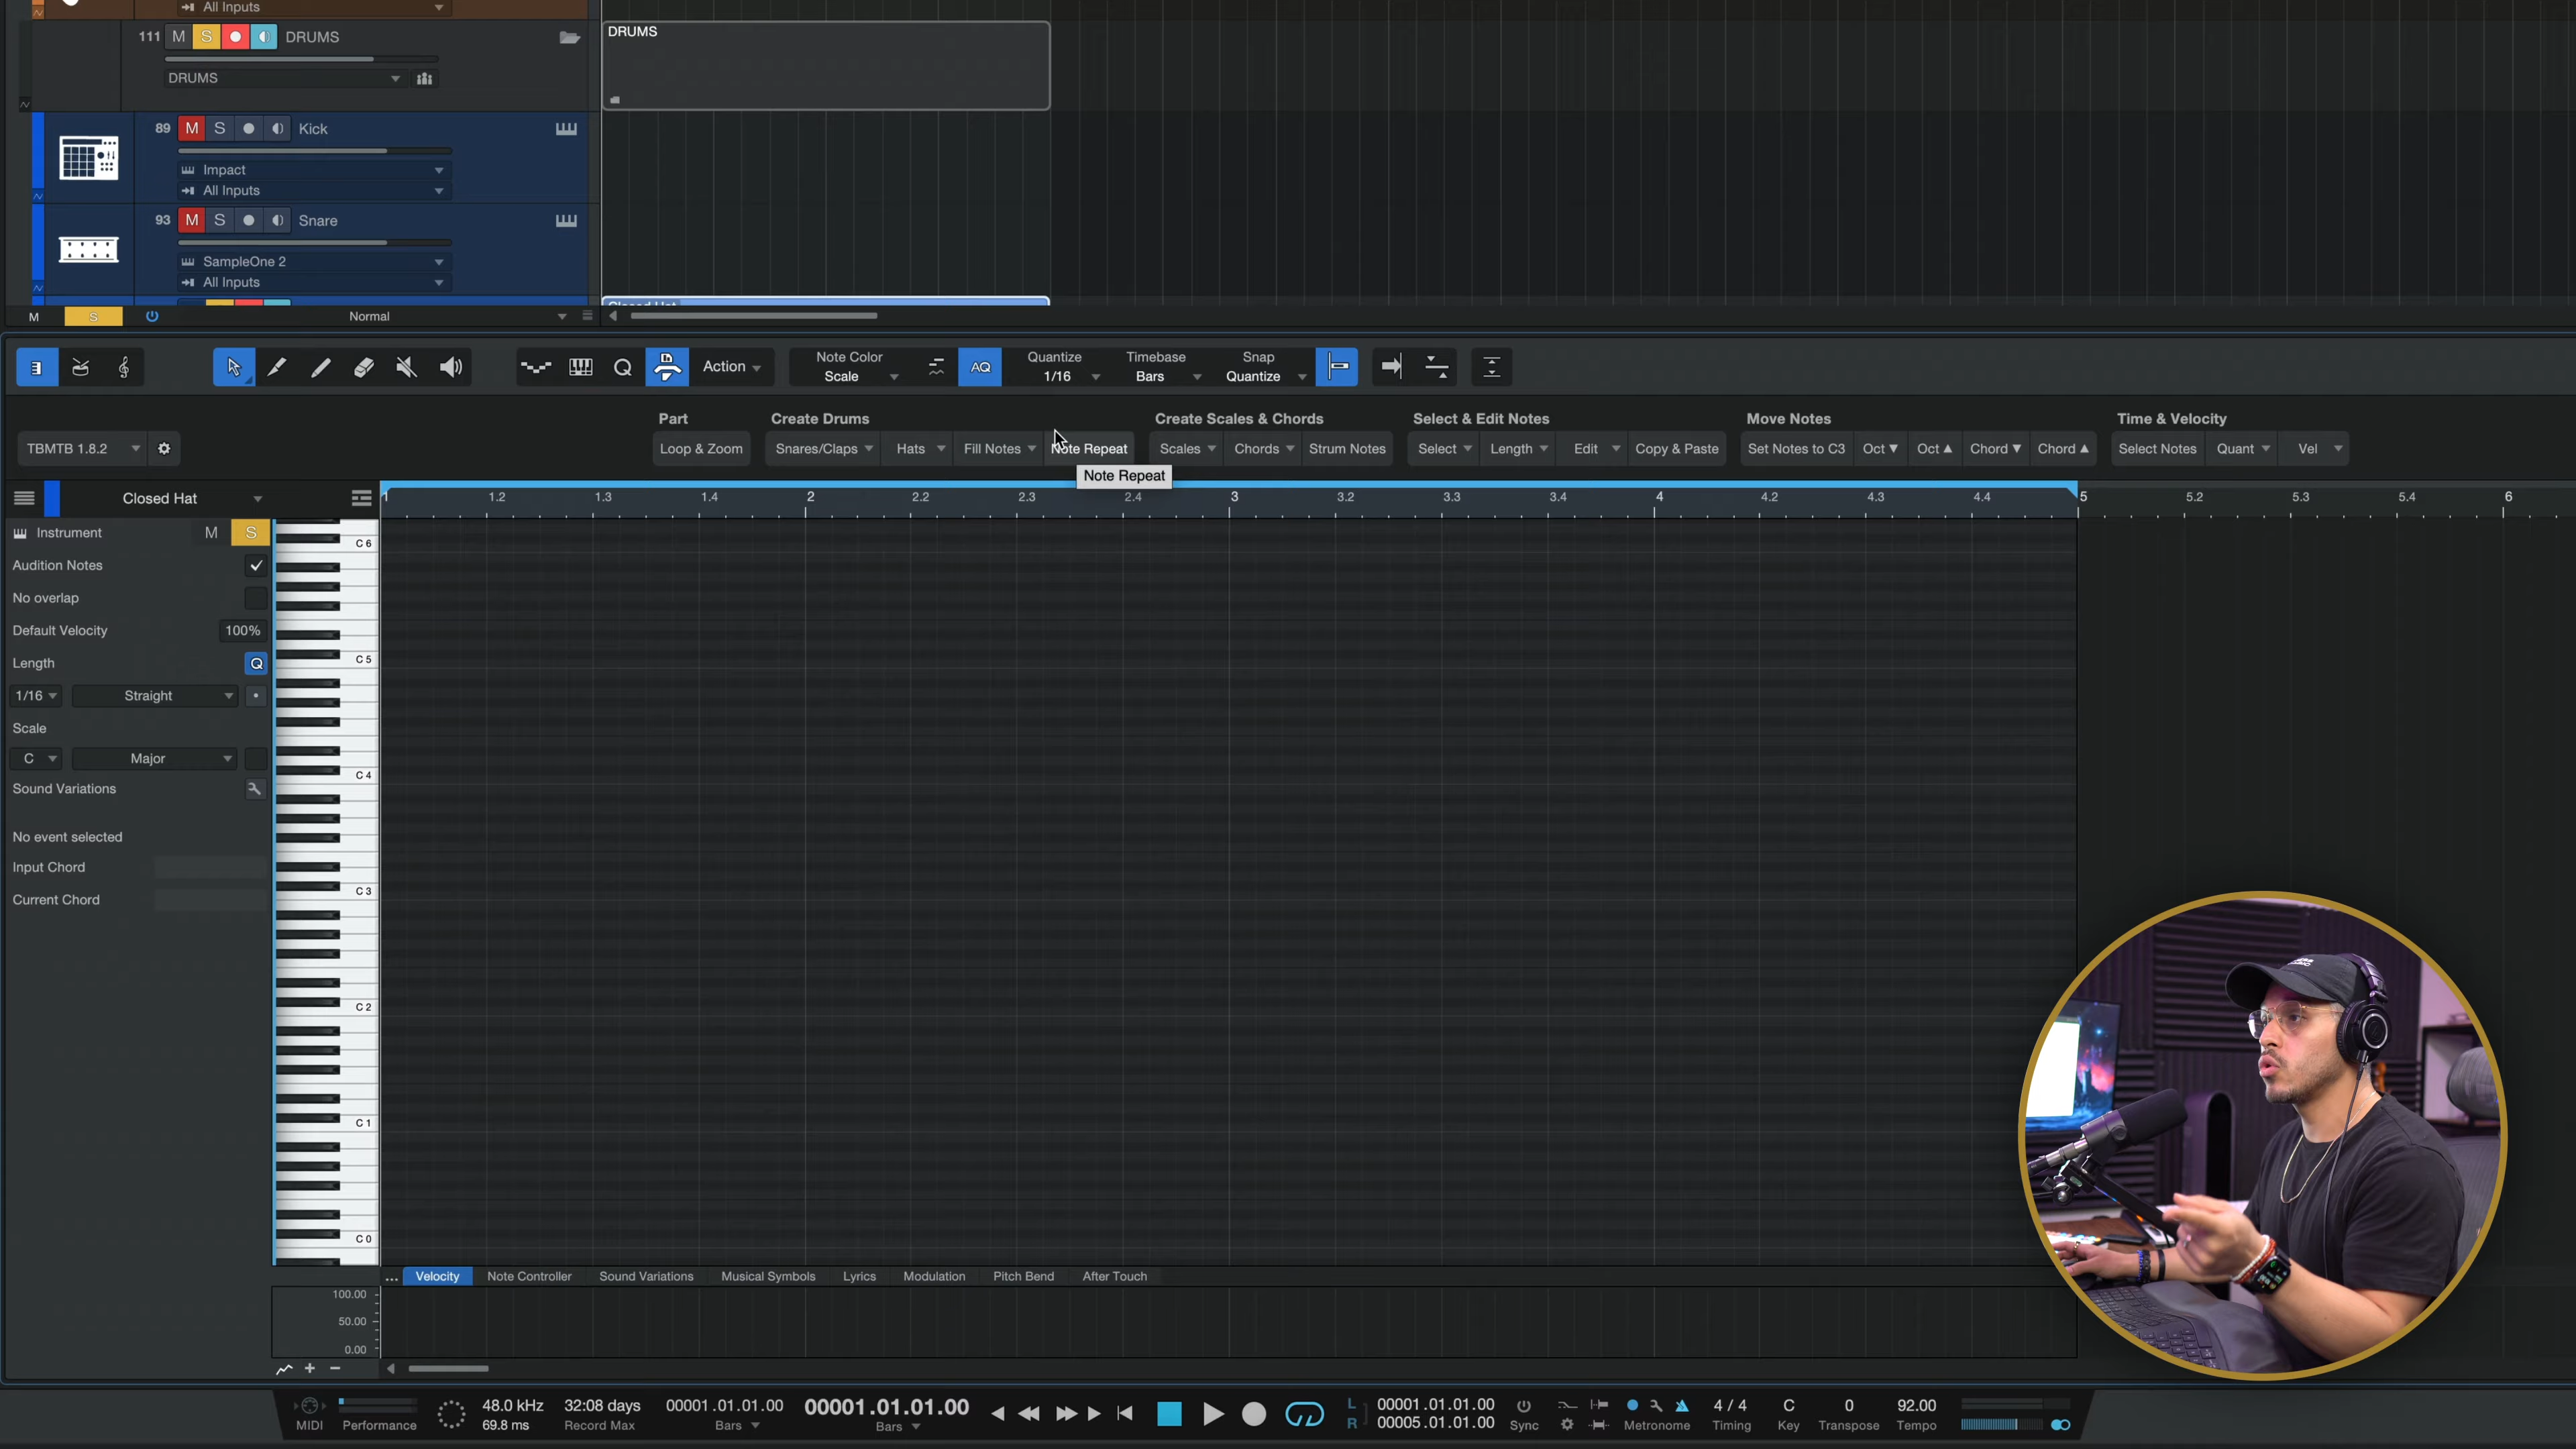 All Inputs
111 M S DRUMS
DRUMS
DRUMS
89 M S Kick
Impact
All Inputs
93 M S Snare
SampleOne 2
All Inputs
Closed Hat
M S Normal
Action
Note Color
Scale
AQ
Quantize
1/16
Timebase
Bars
Snap
Quantize
Q
Part
Create Drums
Create Scales & Chords
Select & Edit Notes
Move Notes
Time & Velocity
TBMTB 1.8.2
Loop & Zoom
Snares/Claps
Hats
Fill Notes
Note Repeat
Scales
Chords
Strum Notes
Select
Length
Edit
Copy & Paste
Set Notes to C3
Oct ▼
Oct ▲
Chord ▼
Chord ▲
Select Notes
Quant
Vel
Note Repeat
Closed Hat
1 1.2 1.3 1.4 2 2.2 2.3 2.4 3 3.2 3.3 3.4 4 4.2 4.3 4.4 5 5.2 5.3 5.4 6
Instrument M S
Audition Notes
No overlap
Default Velocity 100%
Length Q
1/16 Straight
Scale
C Major
Sound Variations
No event selected
Input Chord
Current Chord
C 6
C 5
C 4
C 3
C 2
C 1
C 0
... Velocity Note Controller Sound Variations Musical Symbols Lyrics Modulation Pitch Bend After Touch
100.00
50.00
0.00
MIDI
Performance
48.0 kHz
69.8 ms
32:08 days
Record Max
00001.01.01.00
Bars
00001.01.01.00
Bars
L 00001.01.01.00
R 00005.01.01.00
Sync
Metronome
4 / 4
Timing
C
Key
0
Transpose
92.00
Tempo